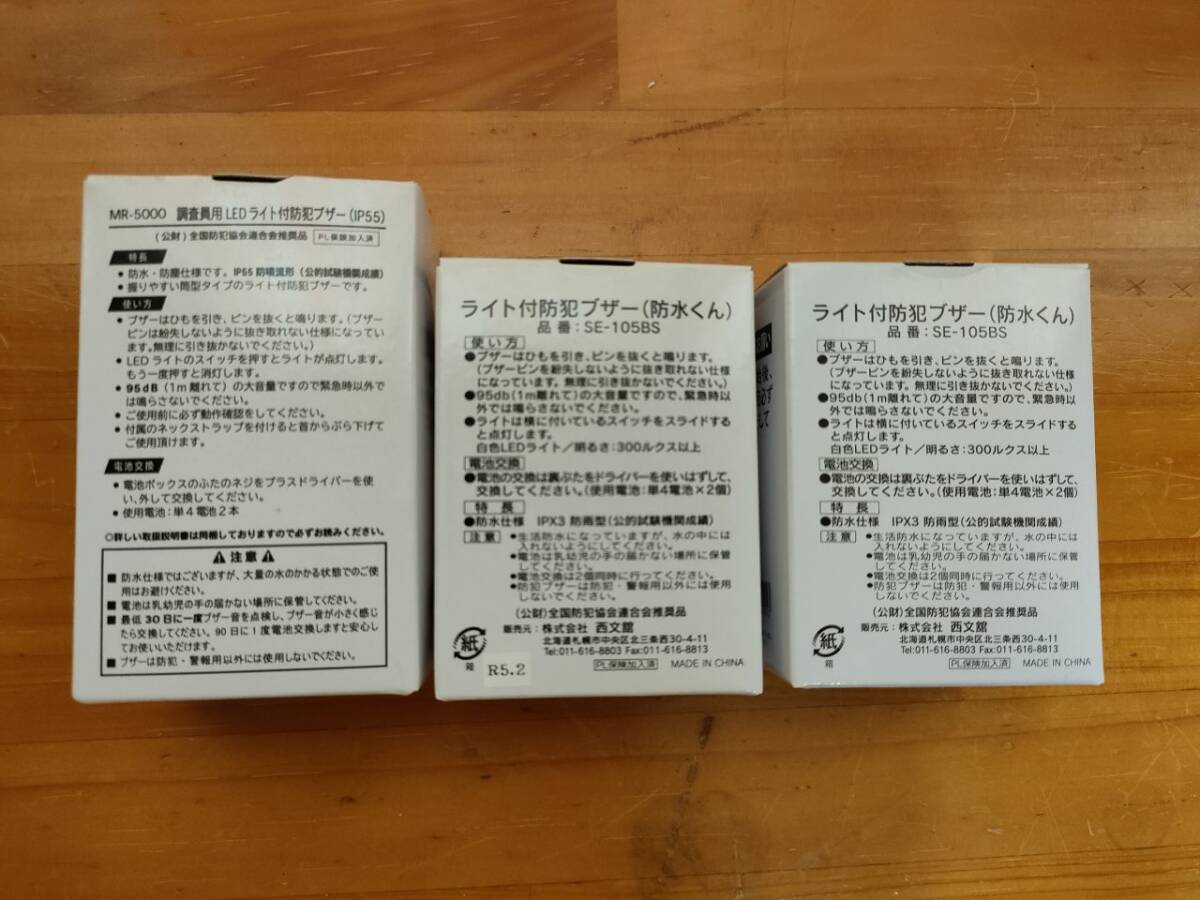 MR-5000 調査員用LEDライト付防犯ブザー(IP55)
(公財)全国防犯協会連合会推奨品 PL保険加入済
特長
● 防水・防塵仕様です。IP55 防噴流形(公的試験機関成績)
● 握りやすい筒型タイプのライト付防犯ブザーです。
使い方
● ブザーはひもを引き、ピンを抜くと鳴ります。(ブザー
ピンは紛失しないように抜き取れない仕様になってい
ます。無理に引き抜かないでください。)
● LEDライトのスイッチを押すとライトが点灯します。
もう一度押すと消灯します。
● 95dB(1m離れて)の大音量ですので緊急時以外で
は鳴らさないでください。
● ご使用前に必ず動作確認をしてください。
● 付属のネックストラップを付けると首からぶら下げて
ご使用頂けます。
電池交換
● 電池ボックスのふたのネジをプラスドライバーを使
い、外して交換してください。
● 使用電池:単4電池2本
○詳しい取扱説明書は同梱しておりますので必ずお読みください。
⚠注意⚠
■ 防水仕様ではございますが、大量の水のかかる状態でのご使
用はお避けください。
■ 電池は乳幼児の手の届かない場所に保管してください。
■ 最低30日に一度ブザー音を点検し、ブザー音が小さく感じ
たら交換してください。90日に1度電池交換しますと安心し
てお使いいただけます。
■ ブザーは防犯・警報用以外には使用しないでください。
ライト付防犯ブザー(防水くん)
品番:SE-105BS
使い方
●ブザーはひもを引き、ピンを抜くと鳴ります。
(ブザーピンを紛失しないように抜き取れない仕様
になっています。無理に引き抜かないでください。)
●95db(1m離れて)の大音量ですので、緊急時以
外では鳴らさないでください。
●ライトは横に付いているスイッチをスライドする
と点灯します。
白色LEDライト/明るさ:300ルクス以上
電池交換
●電池の交換は裏ぶたをドライバーを使いはずして、
交換してください。(使用電池:単4電池×2個)
特長
●防水仕様 IPX3 防雨型(公的試験機関成績)
注意 ●生活防水になっていますが、水の中には
入れないようにしてください。
●電池は乳幼児の手の届かない場所に保管
してください。
●電池交換は2個同時に行ってください。
●防犯ブザーは防犯・警報用以外には使用
しないでください。
(公財)全国防犯協会連合会推奨品
販売元:株式会社 西文舘
北海道札幌市中央区北三条西30-4-11
Tel:011-616-8803 Fax:011-616-8813
紙
箱
PL保険加入済 MADE IN CHINA
R5.2
ライト付防犯ブザー(防水くん)
品番:SE-105BS
使い方
●ブザーはひもを引き、ピンを抜くと鳴ります。
(ブザーピンを紛失しないように抜き取れない仕様
になっています。無理に引き抜かないでください。)
●95db(1m離れて)の大音量ですので、緊急時以
外では鳴らさないでください。
●ライトは横に付いているスイッチをスライドする
と点灯します。
白色LEDライト/明るさ:300ルクス以上
電池交換
●電池の交換は裏ぶたをドライバーを使いはずして、
交換してください。(使用電池:単4電池×2個)
特長
●防水仕様 IPX3 防雨型(公的試験機関成績)
注意 ●生活防水になっていますが、水の中には
入れないようにしてください。
●電池は乳幼児の手の届かない場所に保管
してください。
●電池交換は2個同時に行ってください。
●防犯ブザーは防犯・警報用以外には使用
しないでください。
(公財)全国防犯協会連合会推奨品
販売元:株式会社 西文舘
北海道札幌市中央区北三条西30-4-11
Tel:011-616-8803 Fax:011-616-8813
紙
箱
PL保険加入済 MADE IN CHINA